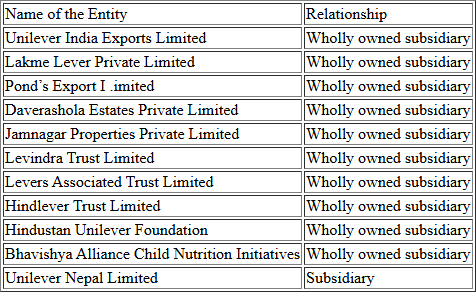 Name of the Entity Relationship
Unilever India Exports Limited Wholly owned subsidiary
Lakme Lever Private Limited Wholly owned subsidiary
Pond's Export I .imited Wholly owned subsidiary
Daverashola Estates Private Limited Wholly owned subsidiary
Jamnagar Properties Private Limited Wholly owned subsidiary
Levindra Trust Limited Wholly owned subsidiary
Levers Associated Trust Limited Wholly owned subsidiary
Hindlever Trust Limited Wholly owned subsidiary
Hindustan Unilever Foundation Wholly owned subsidiary
Bhavishya Alliance Child Nutrition Initiatives Wholly owned subsidiary
Unilever Nepal Limited Subsidiary